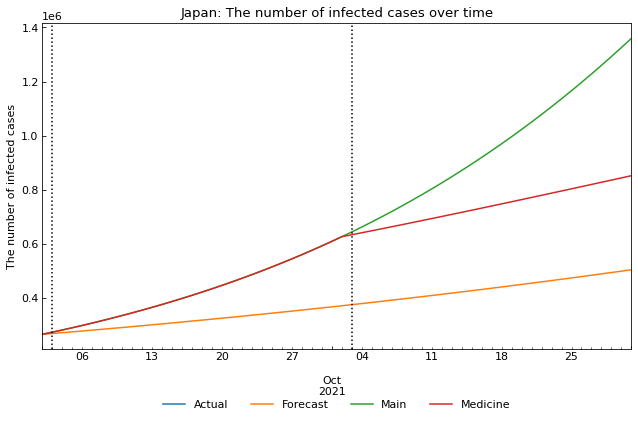 Japan: The number of infected cases over time
1e6
1.4
1.2
1.0
0.8
0.6
0.4
The number of infected cases
06 13 20 27 04 11 18 25
Oct
2021
Actual Forecast Main Medicine